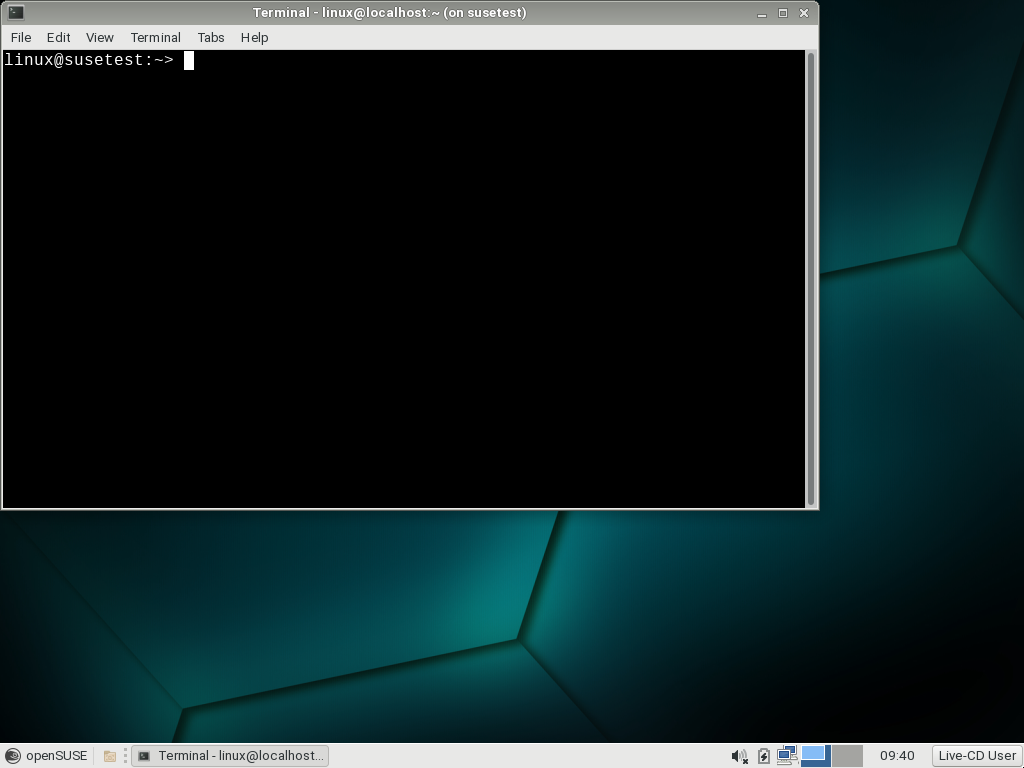 Terminal - linux@localhost:~ (on susetest)
File Edit View Terminal Tabs Help
linux@susetest:~>
openSUSE Terminal - linux@localhost... 09:40 Live-CD User